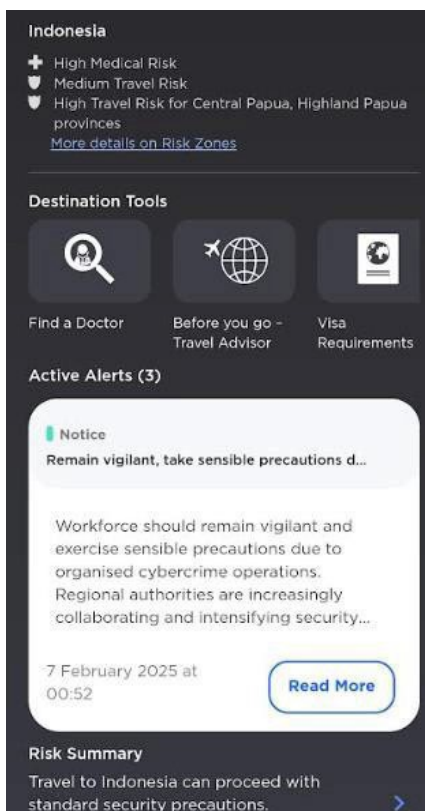 Indonesia
High Medical Risk
Medium Travel Risk
High Travel Risk for Central Papua, Highland Papua
provinces
More details on Risk Zones
Destination Tools
Find a Doctor
Before you go -
Travel Advisor
Visa
Requirements
Active Alerts (3)
Notice
Remain vigilant, take sensible precautions d...
Workforce should remain vigilant and
exercise sensible precautions due to
organised cybercrime operations.
Regional authorities are increasingly
collaborating and intensifying security...
7 February 2025 at
00:52
Read More
Risk Summary
Travel to Indonesia can proceed with
standard security precautions.